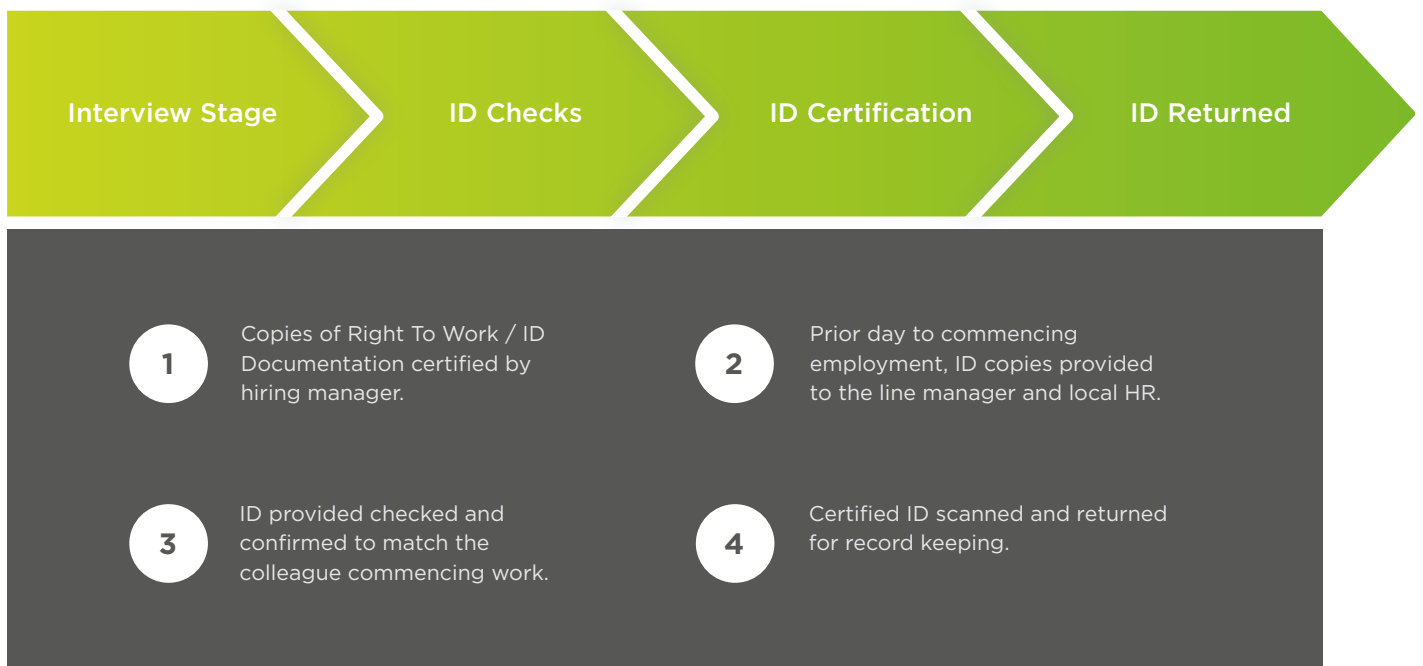 Interview Stage
ID Checks
ID Certification
ID Returned
1
Copies of Right To Work / ID
Documentation certified by
hiring manager.
2
Prior day to commencing
employment, ID copies provided
to the line manager and local HR.
3
ID provided checked and
confirmed to match the
colleague commencing work.
4
Certified ID scanned and returned
for record keeping.